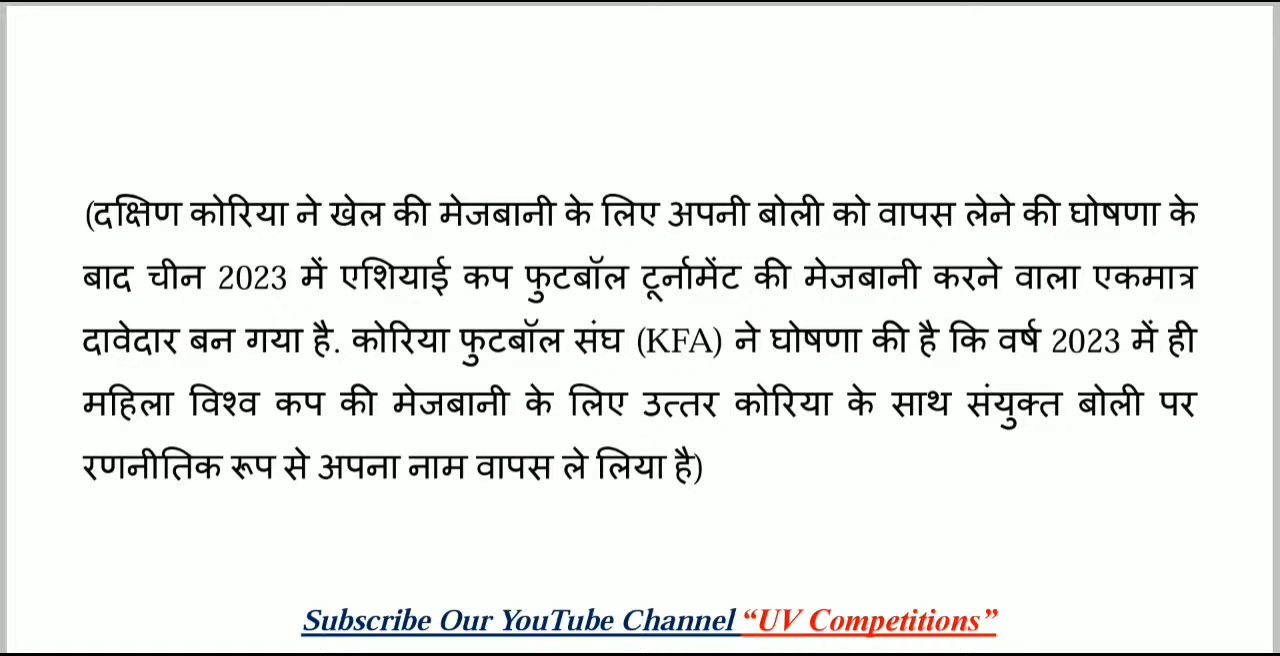 (दक्षिण कोरिया ने खेल की मेजबानी के लिए अपनी बोली को वापस लेने की घोषणा के
बाद चीन 2023 में एशियाई कप फुटबॉल टूर्नामेंट की मेजबानी करने वाला एकमात्र
दावेदार बन गया है. कोरिया फुटबॉल संघ (KFA) ने घोषणा की है कि वर्ष 2023 में ही
महिला विश्व कप की मेजबानी के लिए उत्तर कोरिया के साथ संयुक्त बोली पर
रणनीतिक रूप से अपना नाम वापस ले लिया है)
Subscribe Our YouTube Channel “UV Competitions”